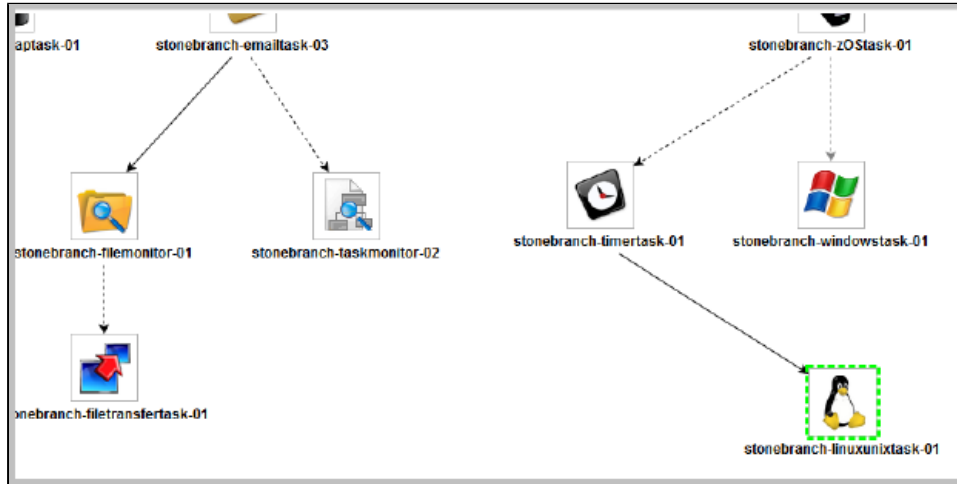 aptask-01
stonebranch-emailtask-03
stonebranch-zOStask-01
stonebranch-filemonitor-01
stonebranch-taskmonitor-02
stonebranch-timertask-01
stonebranch-windowstask-01
onebranch-filetransfertask-01
stonebranch-linuxunixtask-01